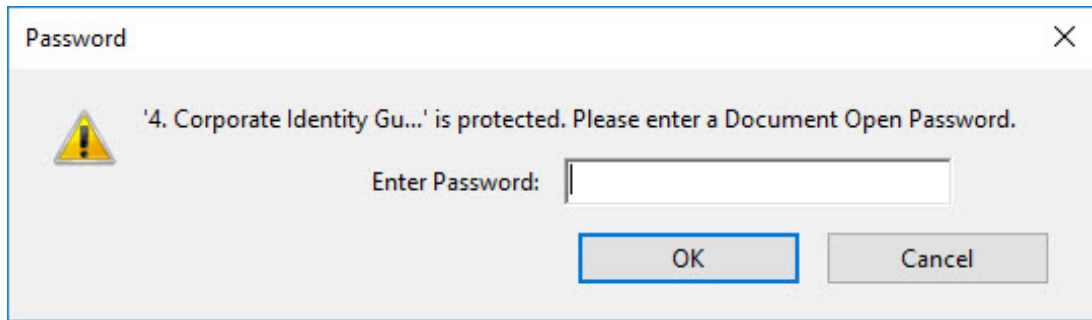 Password
'4. Corporate Identity Gu...' is protected. Please enter a Document Open Password.
Enter Password:
OK
Cancel